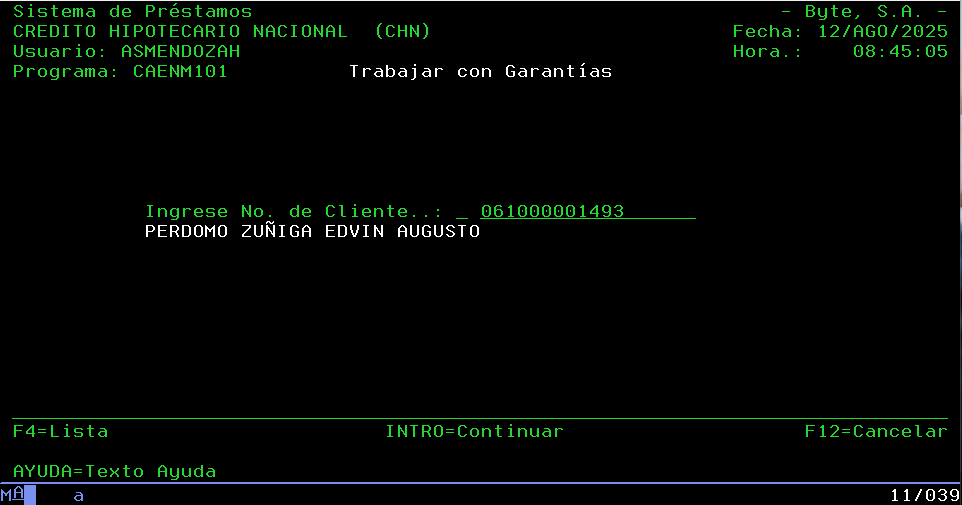 Sistema de Préstamos - Byte, S.A. -
CREDITO HIPOTECARIO NACIONAL (CHN) Fecha: 12/AGO/2025
Usuario: ASMENDOZAH Hora.: 08:45:05
Programa: CAENM101 Trabajar con Garantías
Ingrese No. de Cliente..: _ 061000001493
PERDOMO ZUÑIGA EDVIN AUGUSTO
F4=Lista INTRO=Continuar F12=Cancelar
AYUDA=Texto Ayuda
MA a 11/039